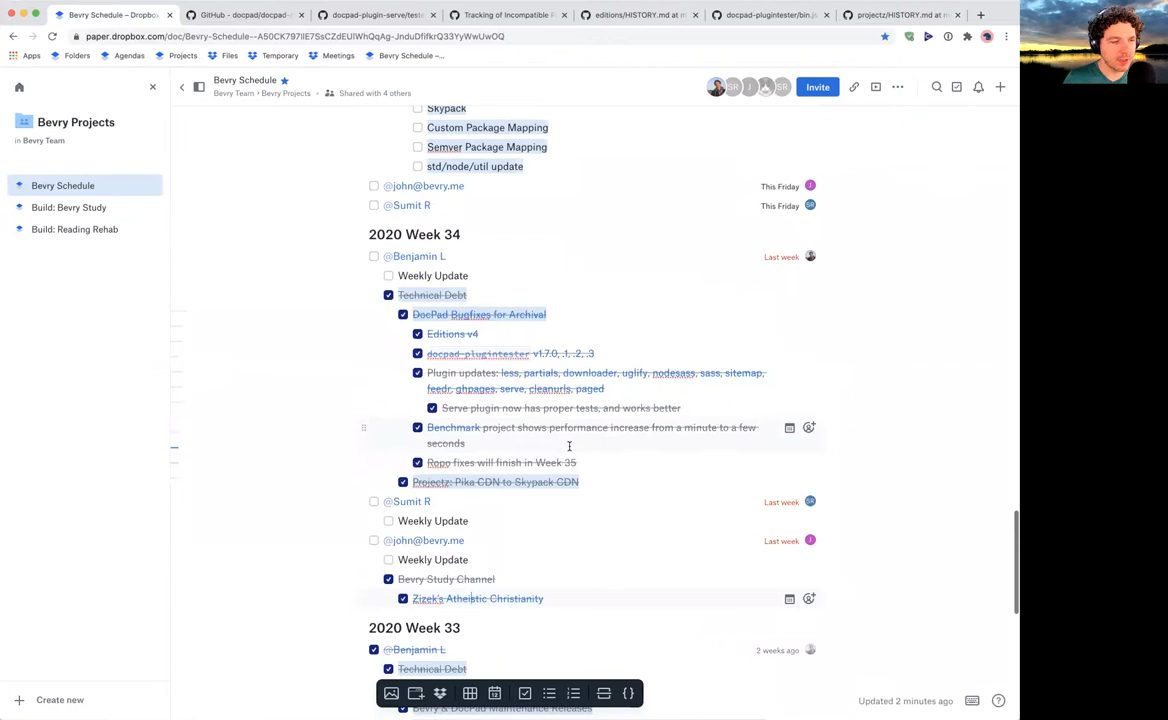 Bevry Schedule – Dropbox
GitHub - docpad/docpad-
docpad-plugin-serve/teste
Tracking of Incompatible
editions/HISTORY.md at m
docpad-plugintester/bin.js
projectz/HISTORY.md at m
Apps
Folders
Agendas
Projects
Files
Temporary
Meetings
Bevry Schedule –...
Bevry Projects
in Bevry Team
Bevry Schedule
Build: Bevry Study
Build: Reading Rehab
Create new
Bevry Schedule
Bevry Team › Bevry Projects
Shared with 4 others
SR
J
SR
Invite
Skypack
Custom Package Mapping
Semver Package Mapping
std/node/util update
@john@bevry.me This Friday J
@Sumit R This Friday SR
2020 Week 34
@Benjamin L Last week
Weekly Update
Technical Debt
DocPad Bugfixes for Archival
Editions v4
docpad-plugintester v1.7.0, .1, .2, .3
Plugin updates: less, partials, downloader, uglify, nodesass, sass, sitemap,
feedr, ghpages, serve, cleanurls, paged
Serve plugin now has proper tests, and works better
Benchmark project shows performance increase from a minute to a few
seconds
Ropo fixes will finish in Week 35
Projectz: Pika CDN to Skypack CDN
@Sumit R Last week SR
Weekly Update
@john@bevry.me Last week J
Weekly Update
Bevry Study Channel
Zizek's Atheistic Christianity
2020 Week 33
@Benjamin L 2 weeks ago
Technical Debt
Bevry & DocPad Maintenance Releases
Updated 2 minutes ago